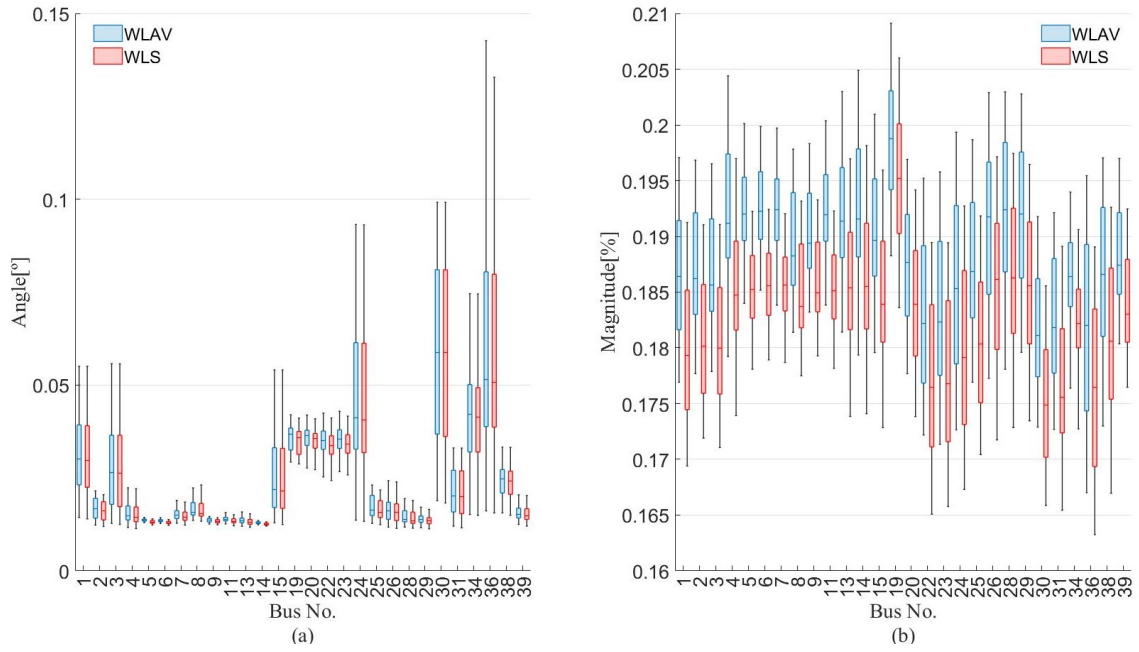 0.15
WLAV
WLS
0.1
0.05
0
Angle[º]
1 2 3 4 5 6 7 8 9 11 13 14 15 19 20 22 23 24 25 26 28 29 30 31 34 36 38 39
Bus No.
(a)
0.21
WLAV
WLS
0.205
0.2
0.195
0.19
0.185
0.18
0.175
0.17
0.165
0.16
Magnitude[%]
1 2 3 4 5 6 7 8 9 11 13 14 15 19 20 22 23 24 25 26 28 29 30 31 34 36 38 39
Bus No.
(b)